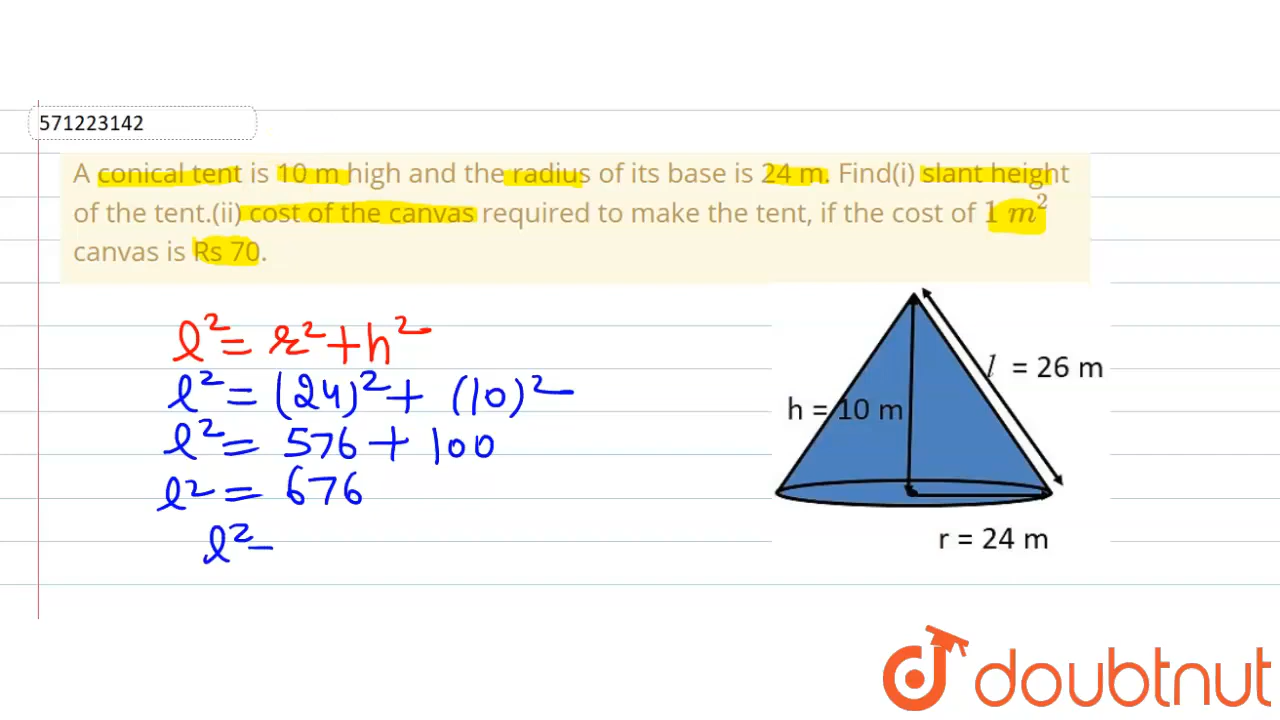 571223142
A conical tent is 10 m high and the radius of its base is 24 m. Find(i) slant height
of the tent.(ii) cost of the canvas required to make the tent, if the cost of 1 m²
canvas is Rs 70.
l² = r² + h²
l² = (24)² + (10)²
l² = 576 + 100
l² = 676
l² =
l = 26 m
h = 10 m
r = 24 m
doubtnut